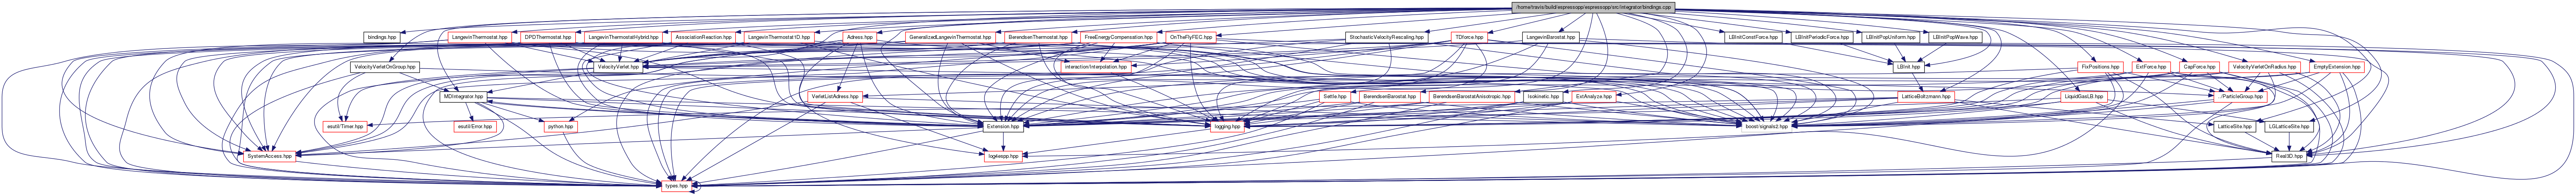 /home/travis/build/espressopp/espressopp/src/integrator/bindings.cpp
bindings.hpp
LangevinThermostat.hpp
DPDThermostat.hpp
LangevinThermostatHybrid.hpp
AssociationReaction.hpp
LangevinThermostat1D.hpp
Adress.hpp
GeneralizedLangevinThermostat.hpp
BerendsenThermostat.hpp
FreeEnergyCompensation.hpp
OnTheFlyFEC.hpp
StochasticVelocityRescaling.hpp
TDforce.hpp
LangevinBarostat.hpp
LBInitConstForce.hpp
LBInitPeriodicForce.hpp
LBInitPopUniform.hpp
LBInitPopWave.hpp
VelocityVerletOnGroup.hpp
VelocityVerlet.hpp
interaction/Interpolation.hpp
LBInit.hpp
FixPositions.hpp
ExtForce.hpp
CapForce.hpp
VelocityVerletOnRadius.hpp
EmptyExtension.hpp
MDIntegrator.hpp
VerletListAdress.hpp
Settle.hpp
BerendsenBarostat.hpp
BerendsenBarostatAnisotropic.hpp
Isokinetic.hpp
ExtAnalyze.hpp
LatticeBoltzmann.hpp
LiquidGasLB.hpp
../ParticleGroup.hpp
esutil/Timer.hpp
esutil/Error.hpp
python.hpp
Extension.hpp
logging.hpp
boost/signals2.hpp
LatticeSite.hpp
LGLatticeSite.hpp
SystemAccess.hpp
log4espp.hpp
Real3D.hpp
types.hpp